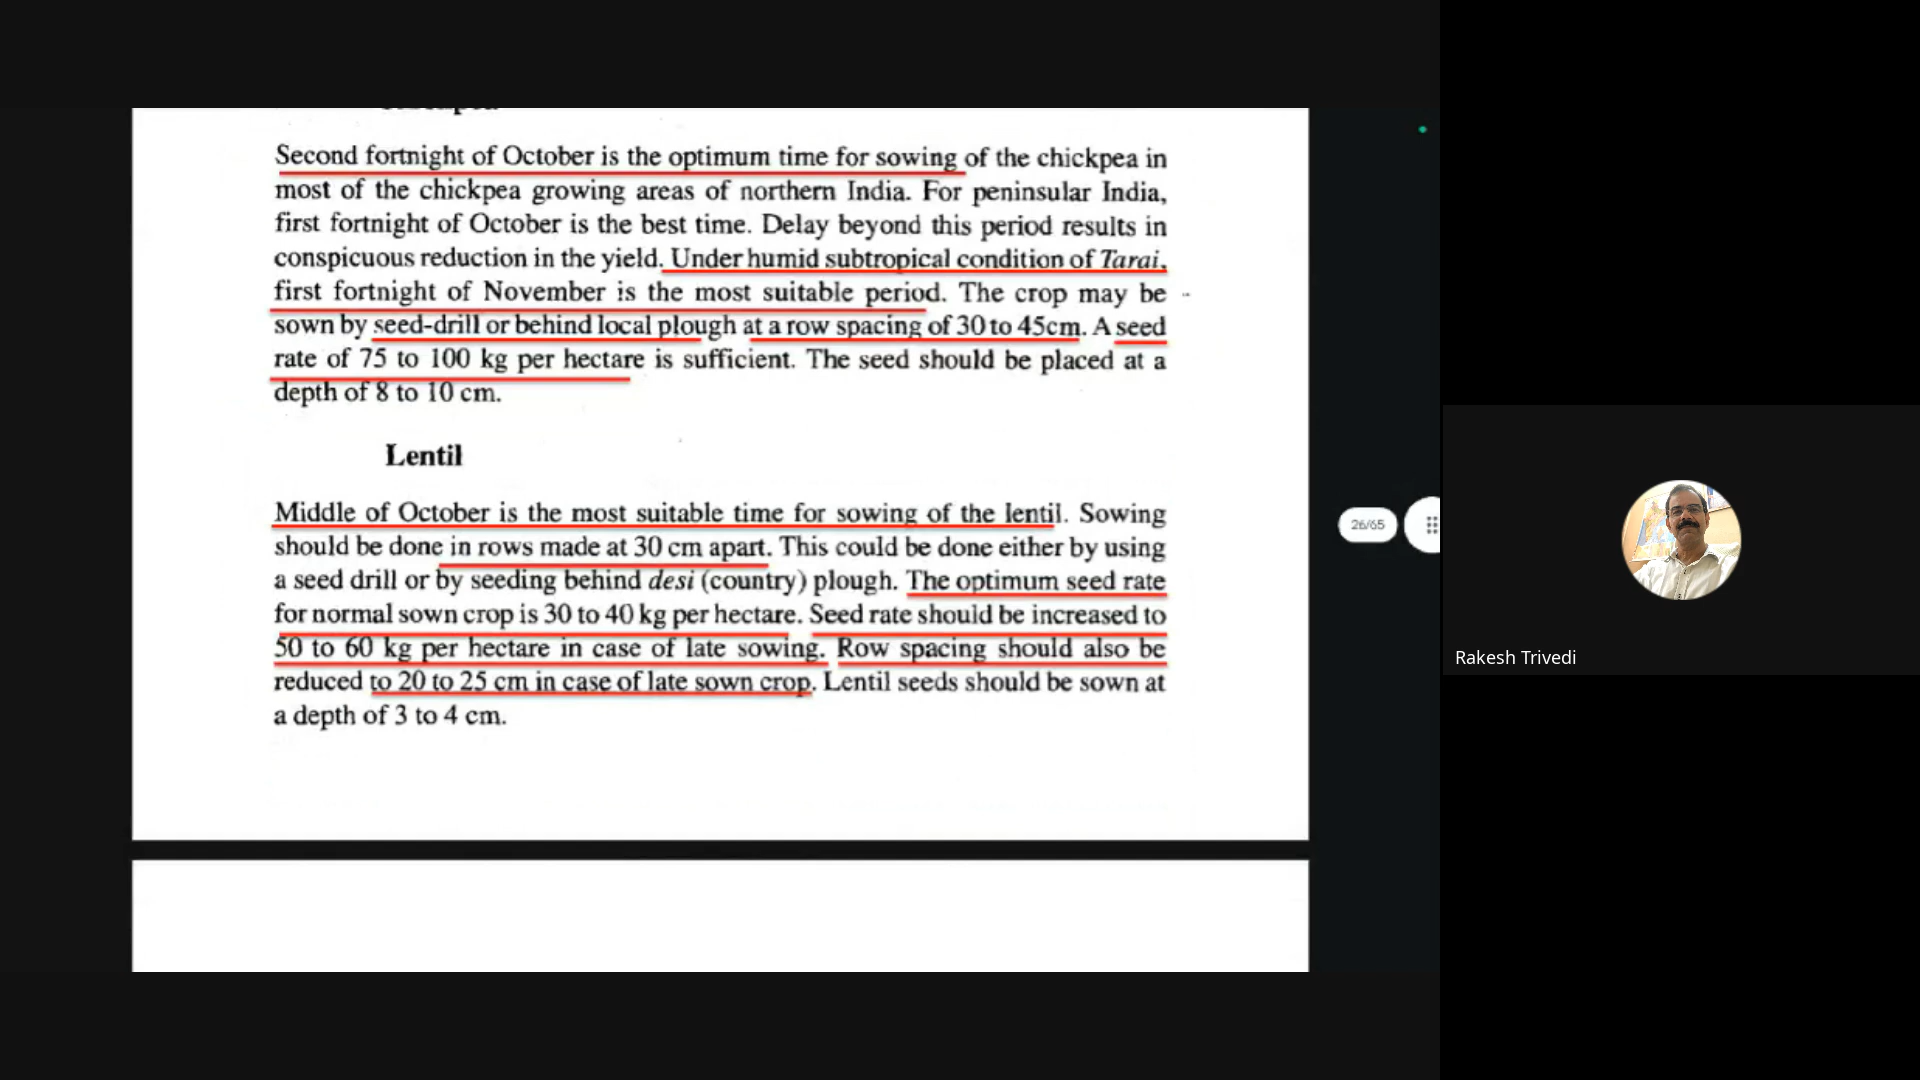 Second fortnight of October is the optimum time for sowing of the chickpea in
most of the chickpea growing areas of northern India. For peninsular India,
first fortnight of October is the best time. Delay beyond this period results in
conspicuous reduction in the yield. Under humid subtropical condition of Tarai,
first fortnight of November is the most suitable period. The crop may be
sown by seed-drill or behind local plough at a row spacing of 30 to 45cm. A seed
rate of 75 to 100 kg per hectare is sufficient. The seed should be placed at a
depth of 8 to 10 cm.
Lentil
Middle of October is the most suitable time for sowing of the lentil. Sowing
should be done in rows made at 30 cm apart. This could be done either by using
a seed drill or by seeding behind desi (country) plough. The optimum seed rate
for normal sown crop is 30 to 40 kg per hectare. Seed rate should be increased to
50 to 60 kg per hectare in case of late sowing. Row spacing should also be
reduced to 20 to 25 cm in case of late sown crop. Lentil seeds should be sown at
a depth of 3 to 4 cm.
26/65
Rakesh Trivedi